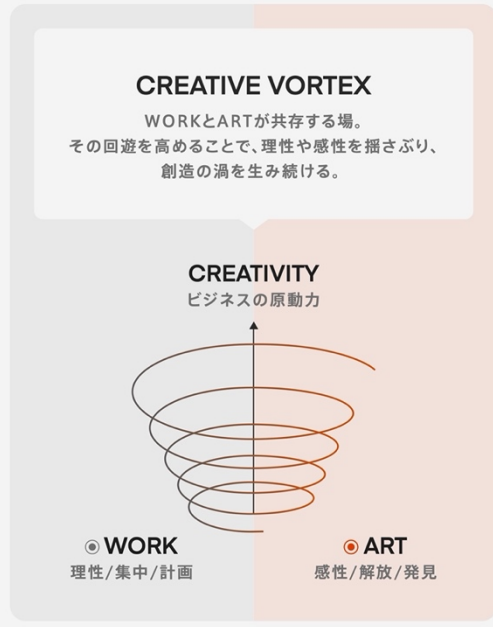 CREATIVE VORTEX
WORKとARTが共存する場。
その回遊を高めることで、理性や感性を揺さぶり、
創造の渦を生み続ける。
CREATIVITY
ビジネスの原動力
WORK
理性/集中/計画
ART
感性/解放/発見